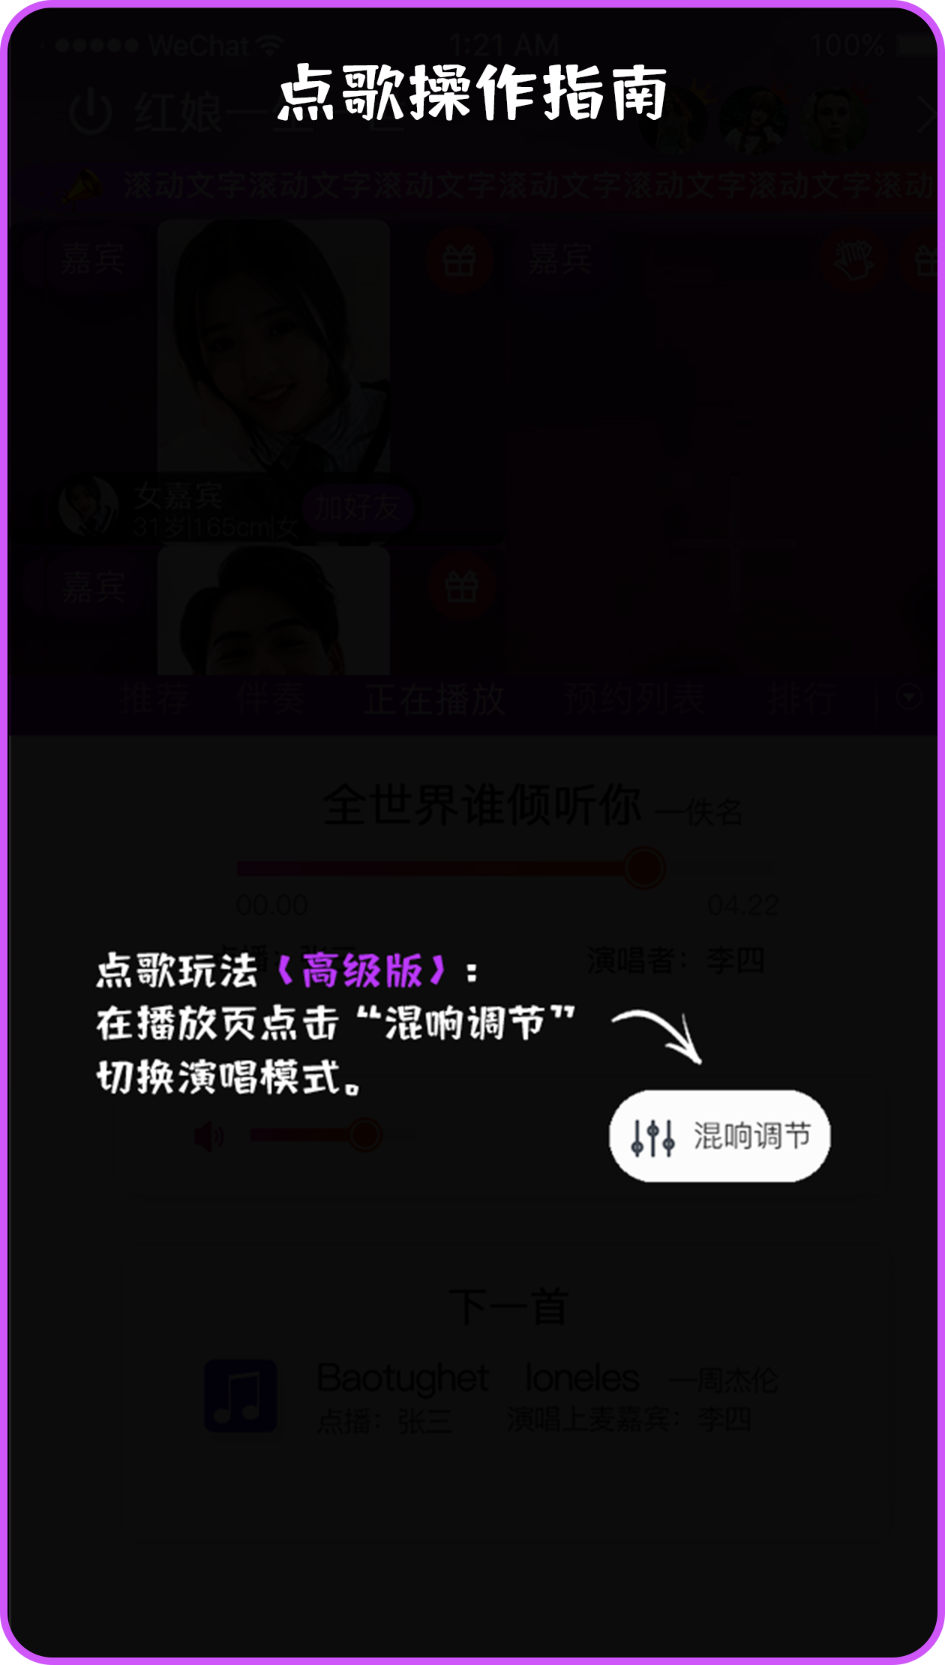 WeChat 1:21 AM 100%
点歌操作指南
红娘一
滚动文字滚动文字滚动文字滚动文字滚动文字滚动文字滚动
嘉宾 嘉宾
女嘉宾
31岁|165cm|女
加好友
嘉宾
推荐 伴奏 正在播放 预约列表 排行
全世界谁倾听你 —佚名
00.00 04.22
演唱者：李四
点歌玩法《高级版》:
在播放页点击“混响调节”
切换演唱模式。
混响调节
下一首
Baotughet loneles —周杰伦
点播：张三 演唱上麦嘉宾：李四